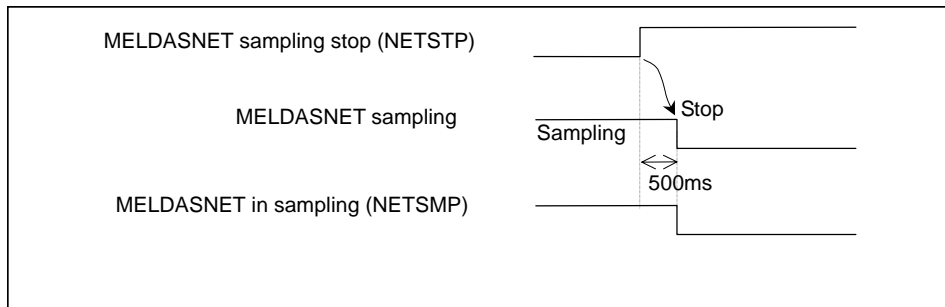 MELDASNET sampling stop (NETSTP)
MELDASNET sampling
Stop
Sampling
500ms
MELDASNET in sampling (NETSMP)